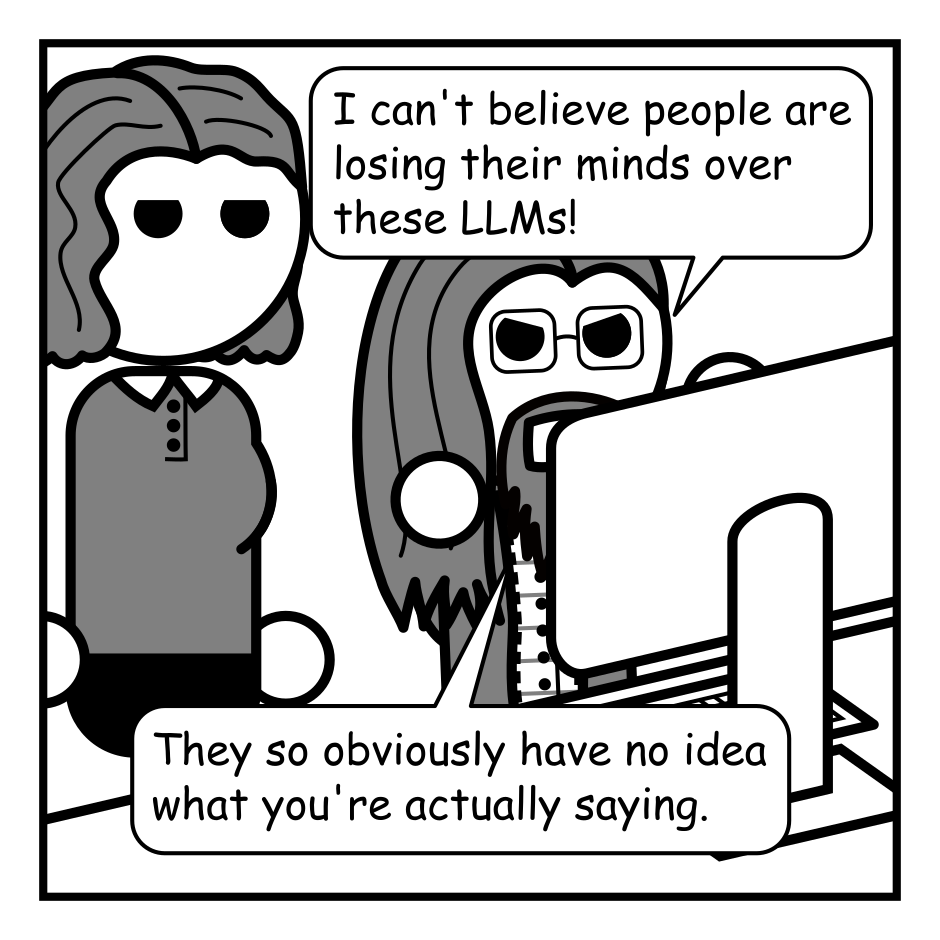 I can't believe people are
losing their minds over
these LLMs!
They so obviously have no idea
what you're actually saying.